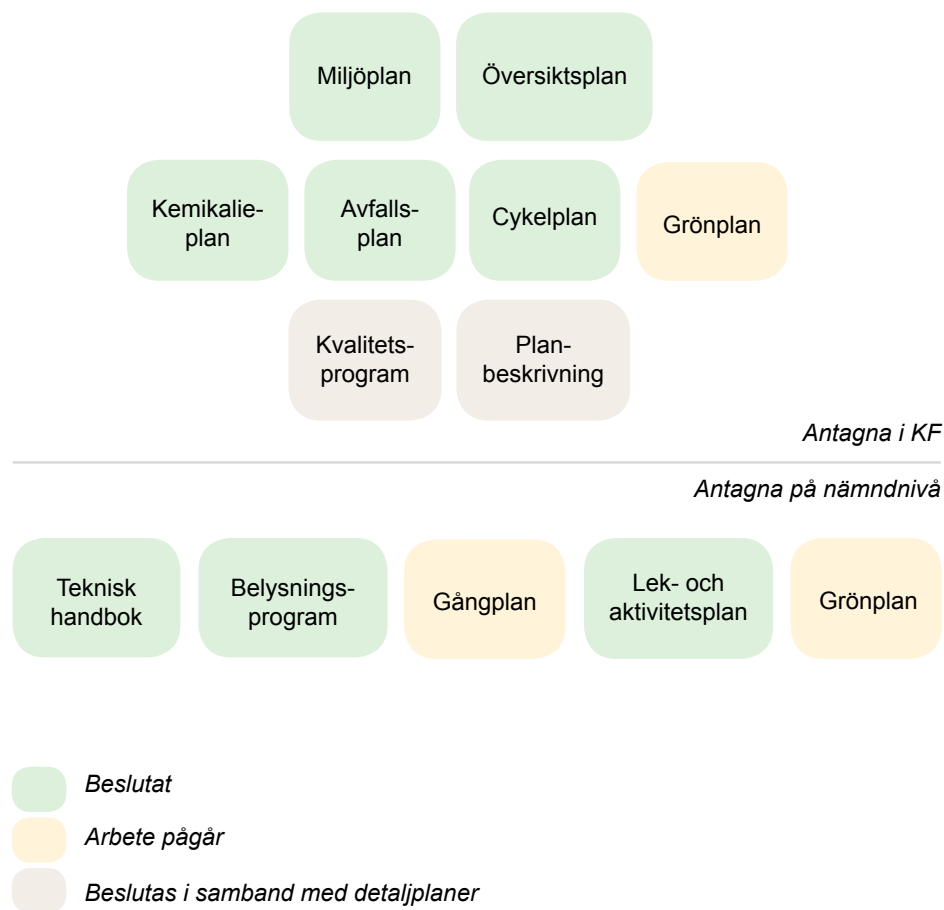 Miljöplan
Översiktsplan
Kemikalie-
plan
Avfalls-
plan
Cykelplan
Grönplan
Kvalitets-
program
Plan-
beskrivning
Antagna i KF
Antagna på nämndnivå
Teknisk
handbok
Belysnings-
program
Gångplan
Lek- och
aktivitetsplan
Grönplan
Beslutat
Arbete pågår
Beslutas i samband med detaljplaner